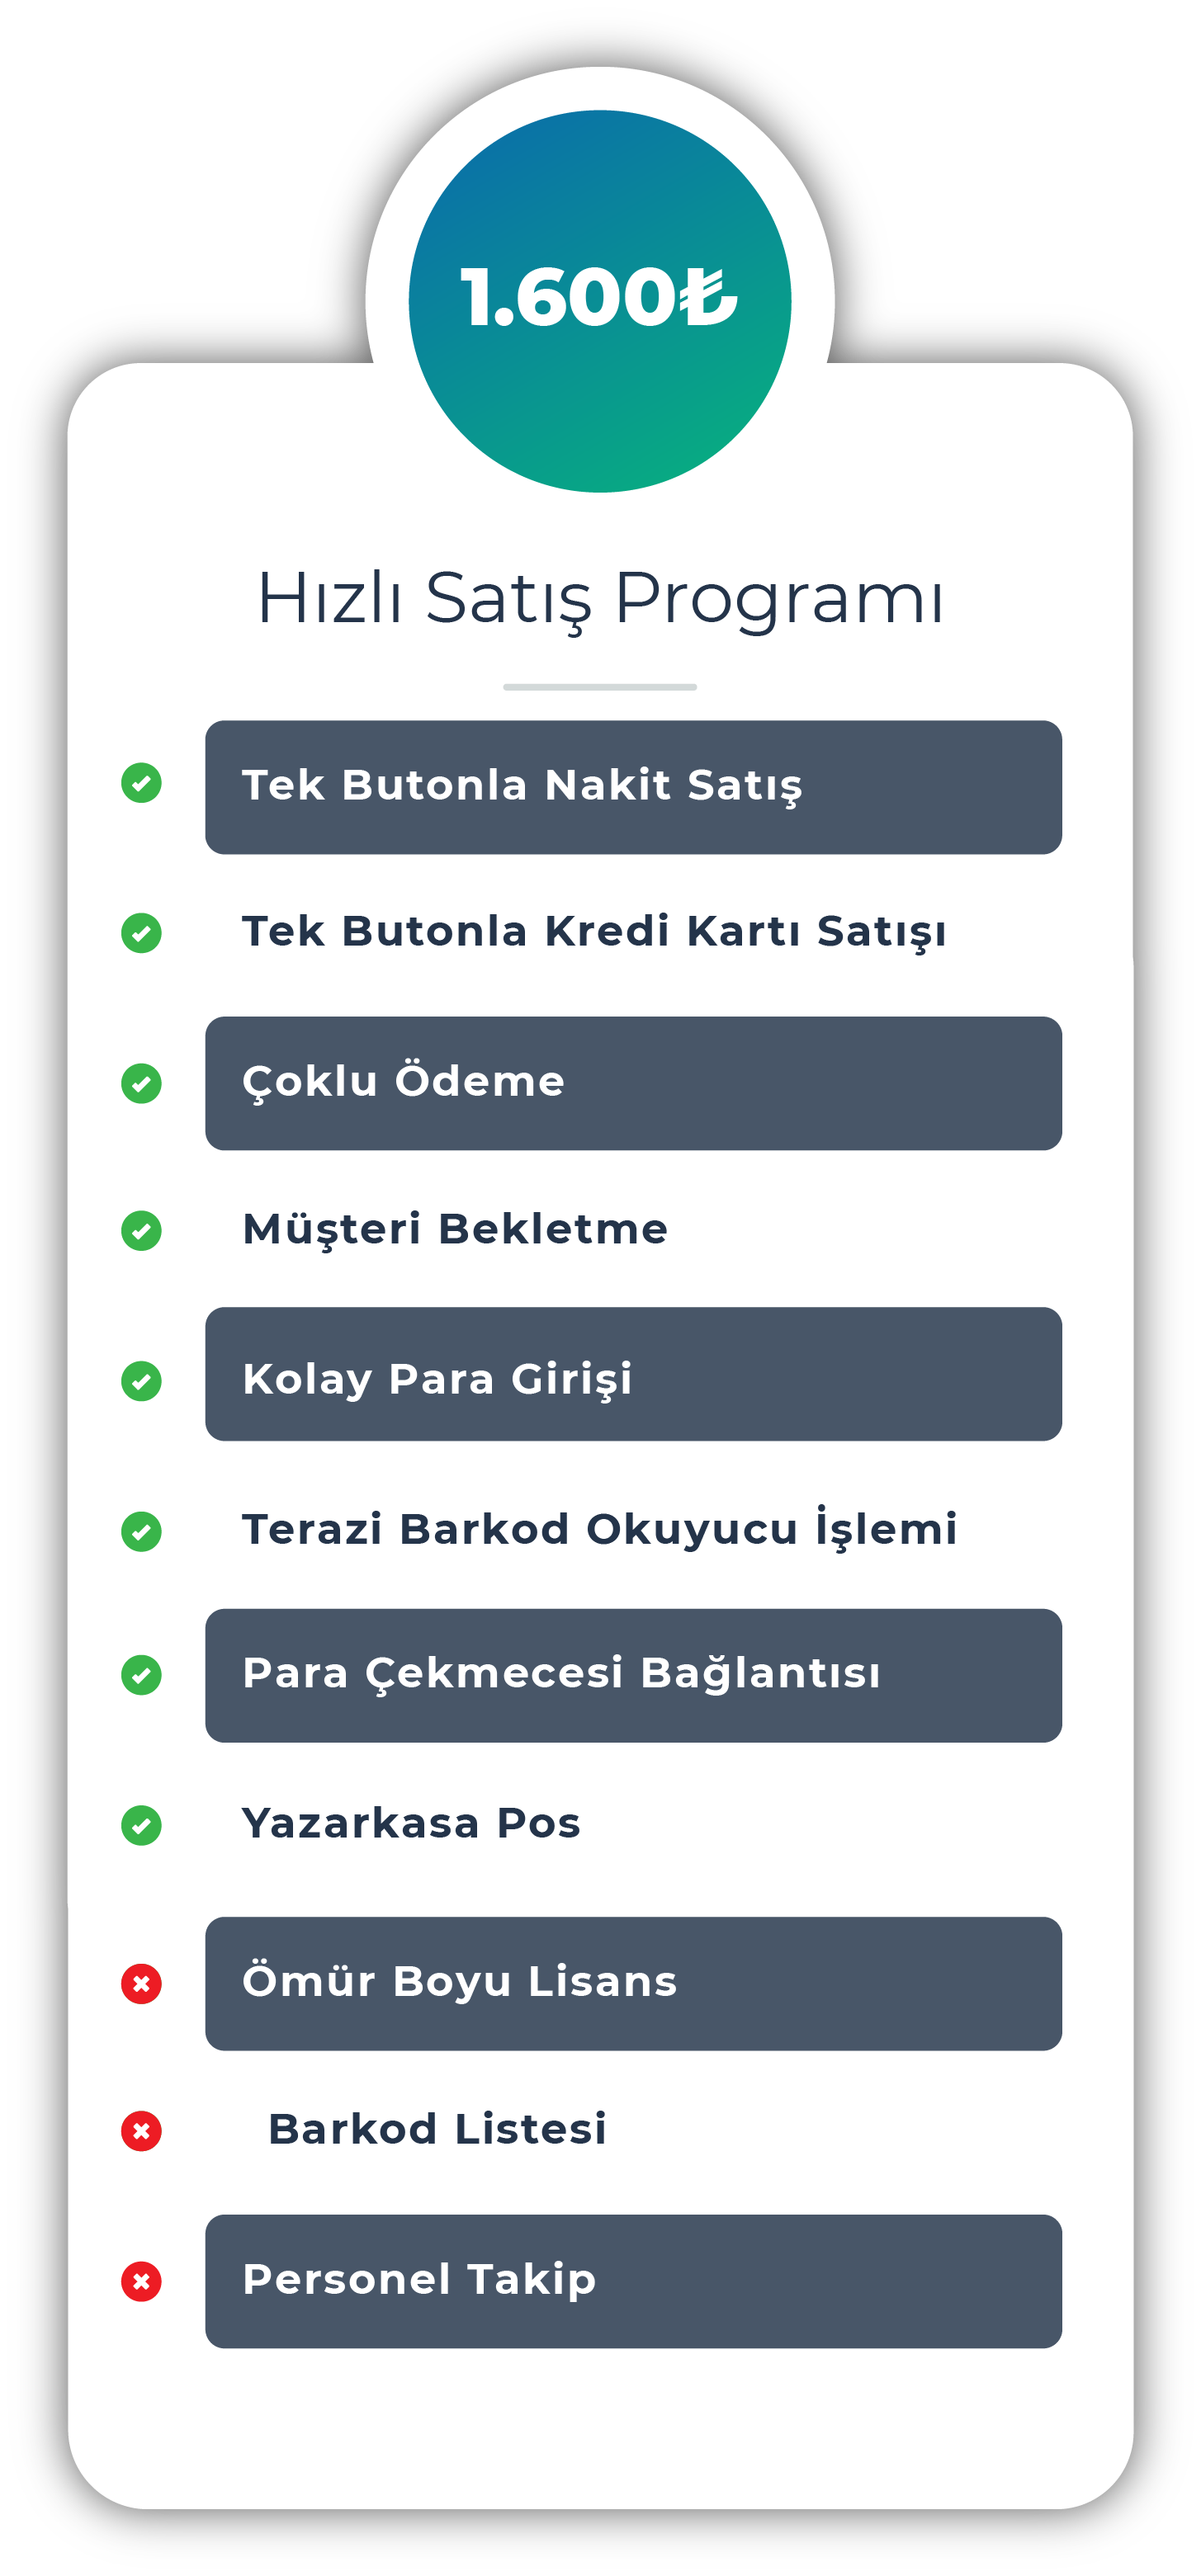 1.600₺
Hızlı Satış Programı
Tek Butonla Nakit Satış
Tek Butonla Kredi Kartı Satışı
Çoklu Ödeme
Müşteri Bekletme
Kolay Para Girişi
Terazi Barkod Okuyucu İşlemi
Para Çekmecesi Bağlantısı
Yazarkasa Pos
Ömür Boyu Lisans
Barkod Listesi
Personel Takip